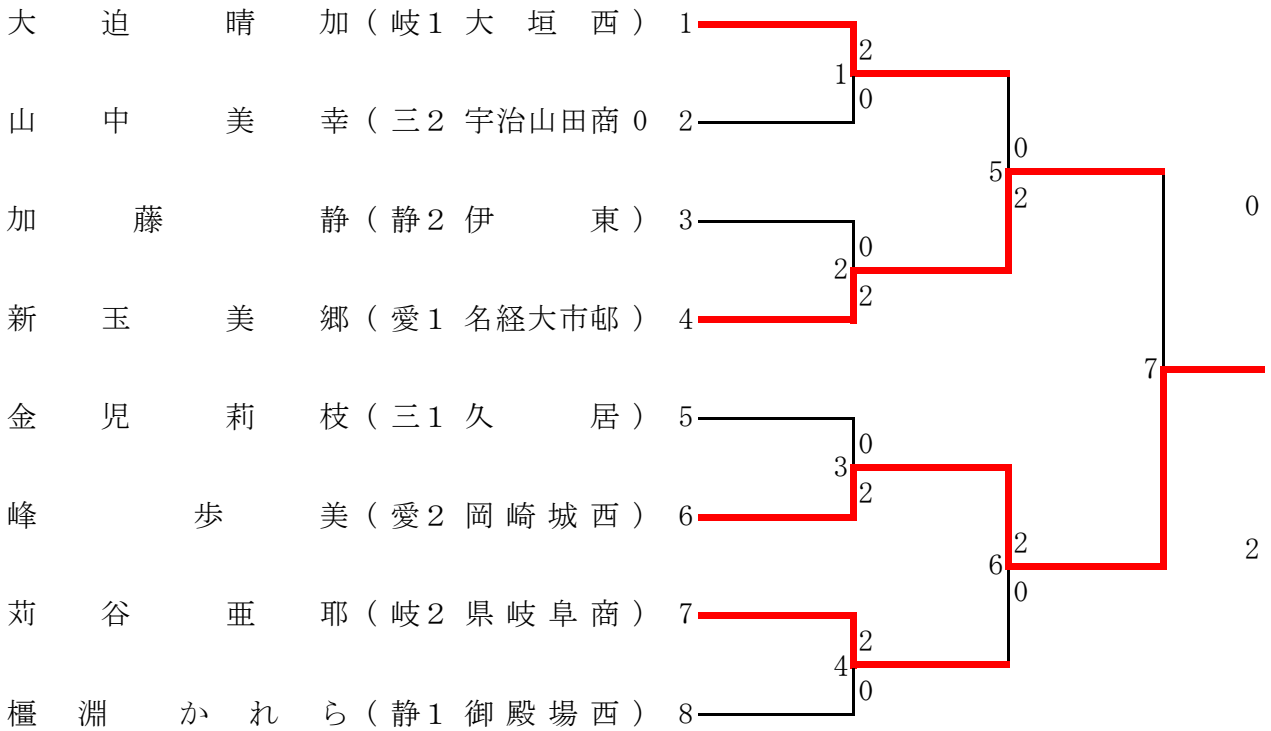 大迫晴加(岐1 大垣西) 1
2
1
0
山中美幸(三2 宇治山田商0 2
0
5
2
0
加藤静(静2 伊東) 3
0
2
2
新玉美郷(愛1 名経大市邨) 4
7
金児莉枝(三1 久居) 5
0
3
2
峰歩美(愛2 岡崎城西) 6
2
6
0
2
苅谷亜耶(岐2 県岐阜商) 7
2
4
0
橿淵かれら(静1 御殿場西) 8